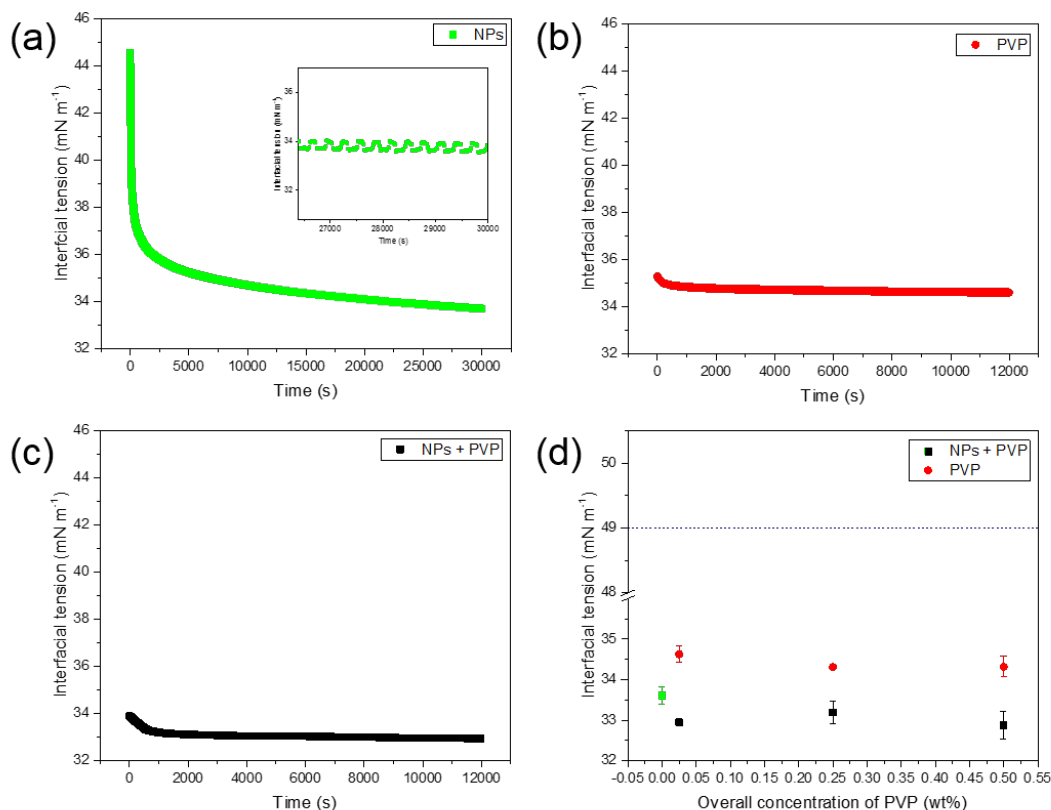 (a)
NPs
Interfcial tension (mN m⁻¹)
46
44
42
40
38
36
34
32
0 5000 10000 15000 20000 25000 30000
Time (s)
Interfacial tension (mN m⁻¹)
36
34
32
27000 28000 29000 30000
Time (s)
(b)
PVP
Interfacial tension (mN m⁻¹)
46
44
42
40
38
36
34
32
0 2000 4000 6000 8000 10000 12000
Time (s)
(c)
NPs + PVP
Interfacial tension (mN m⁻¹)
46
44
42
40
38
36
34
32
0 2000 4000 6000 8000 10000 12000
Time (s)
(d)
NPs + PVP
PVP
Interfacial tension (mN m⁻¹)
50
49
48
35
34
33
32
-0.05 0.00 0.05 0.10 0.15 0.20 0.25 0.30 0.35 0.40 0.45 0.50 0.55
Overall concentration of PVP (wt%)